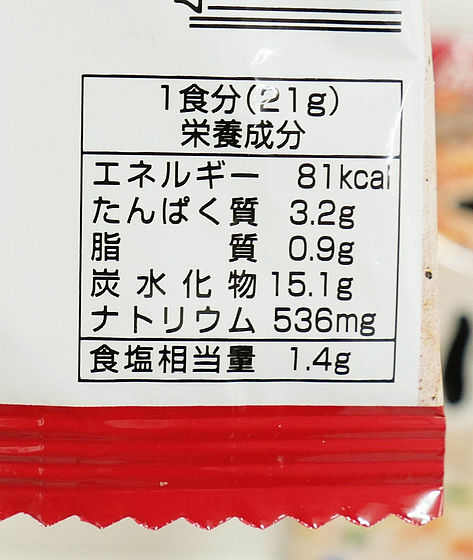 1食分(21g)
栄養成分
エネルギー 81kcal
たんぱく質 3.2g
脂質 0.9g
炭水化物 15.1g
ナトリウム 536mg
食塩相当量 1.4g